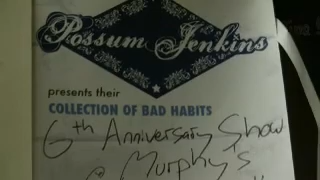 Possum Jenkins
presents their
COLLECTION OF BAD HABITS
6th Anniversary Show
@ Murphy's